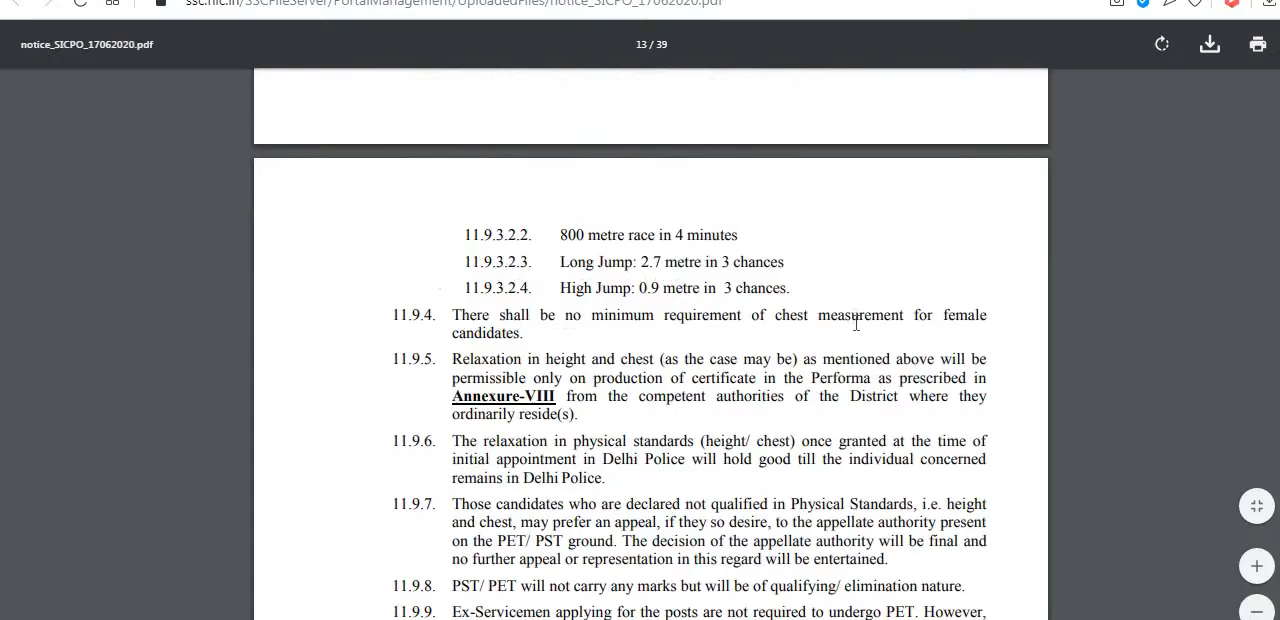 ssc.nic.in/SSCFileServer/PortalManagement/UploadedFiles/notice_SICPO_17062020.pdf
notice_SICPO_17062020.pdf
13 / 39
11.9.3.2.2. 800 metre race in 4 minutes
11.9.3.2.3. Long Jump: 2.7 metre in 3 chances
11.9.3.2.4. High Jump: 0.9 metre in 3 chances.
11.9.4. There shall be no minimum requirement of chest measurement for female
candidates.
11.9.5. Relaxation in height and chest (as the case may be) as mentioned above will be
permissible only on production of certificate in the Performa as prescribed in
Annexure-VIII from the competent authorities of the District where they
ordinarily reside(s).
11.9.6. The relaxation in physical standards (height/ chest) once granted at the time of
initial appointment in Delhi Police will hold good till the individual concerned
remains in Delhi Police.
11.9.7. Those candidates who are declared not qualified in Physical Standards, i.e. height
and chest, may prefer an appeal, if they so desire, to the appellate authority present
on the PET/ PST ground. The decision of the appellate authority will be final and
no further appeal or representation in this regard will be entertained.
11.9.8. PST/ PET will not carry any marks but will be of qualifying/ elimination nature.
11.9.9. Ex-Servicemen applying for the posts are not required to undergo PET. However,